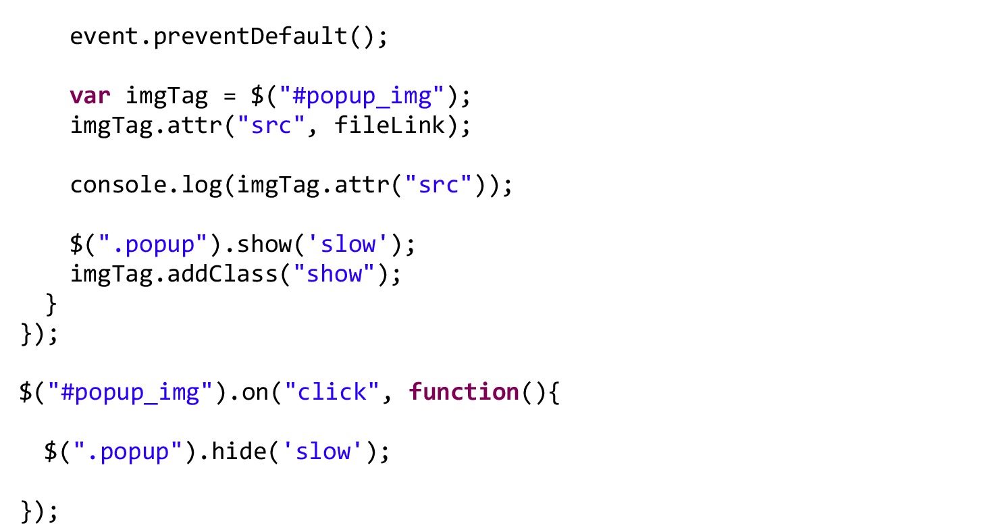 event.preventDefault();
var imgTag = $("#popup_img");
imgTag.attr("src", fileLink);
console.log(imgTag.attr("src"));
$(".popup").show('slow');
imgTag.addClass("show");
}
});
$("#popup_img").on("click", function(){
$(".popup").hide('slow');
});